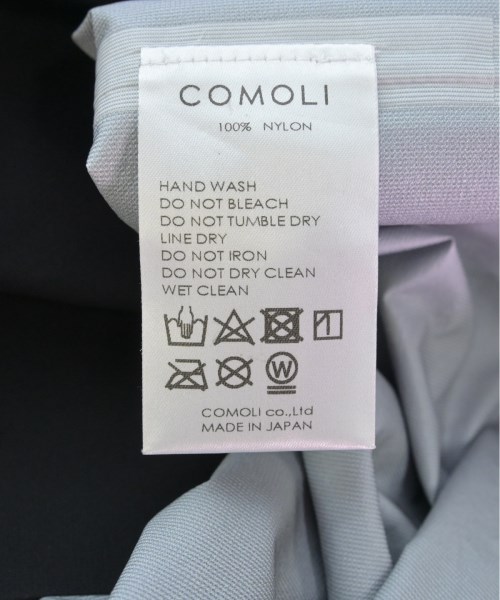 COMOLI
100% NYLON
HAND WASH
DO NOT BLEACH
DO NOT TUMBLE DRY
LINE DRY
DO NOT IRON
DO NOT DRY CLEAN
WET CLEAN
W
COMOLI co.,Ltd
MADE IN JAPAN